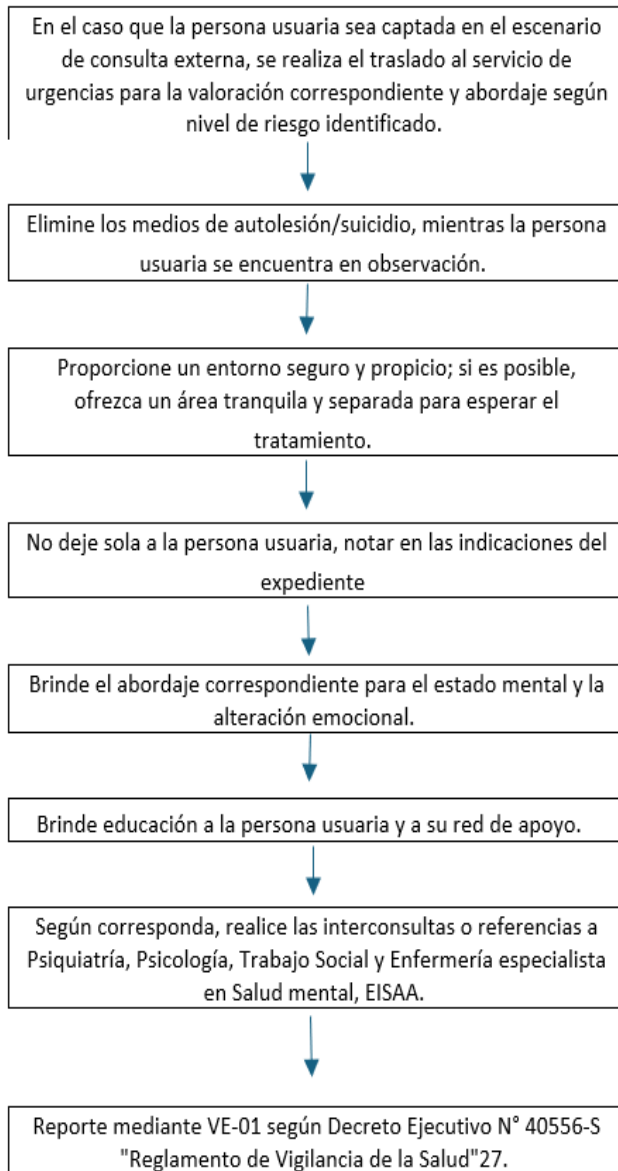 En el caso que la persona usuaria sea captada en el escenario
de consulta externa, se realiza el traslado al servicio de
urgencias para la valoración correspondiente y abordaje según
nivel de riesgo identificado.
Elimine los medios de autolesión/suicidio, mientras la persona
usuaria se encuentra en observación.
Proporcione un entorno seguro y propicio; si es posible,
ofrezca un área tranquila y separada para esperar el
tratamiento.
No deje sola a la persona usuaria, notar en las indicaciones del
expediente
Brinde el abordaje correspondiente para el estado mental y la
alteración emocional.
Brinde educación a la persona usuaria y a su red de apoyo.
Según corresponda, realice las interconsultas o referencias a
Psiquiatría, Psicología, Trabajo Social y Enfermería especialista
en Salud mental, EISAA.
Reporte mediante VE-01 según Decreto Ejecutivo N° 40556-S
"Reglamento de Vigilancia de la Salud"27.